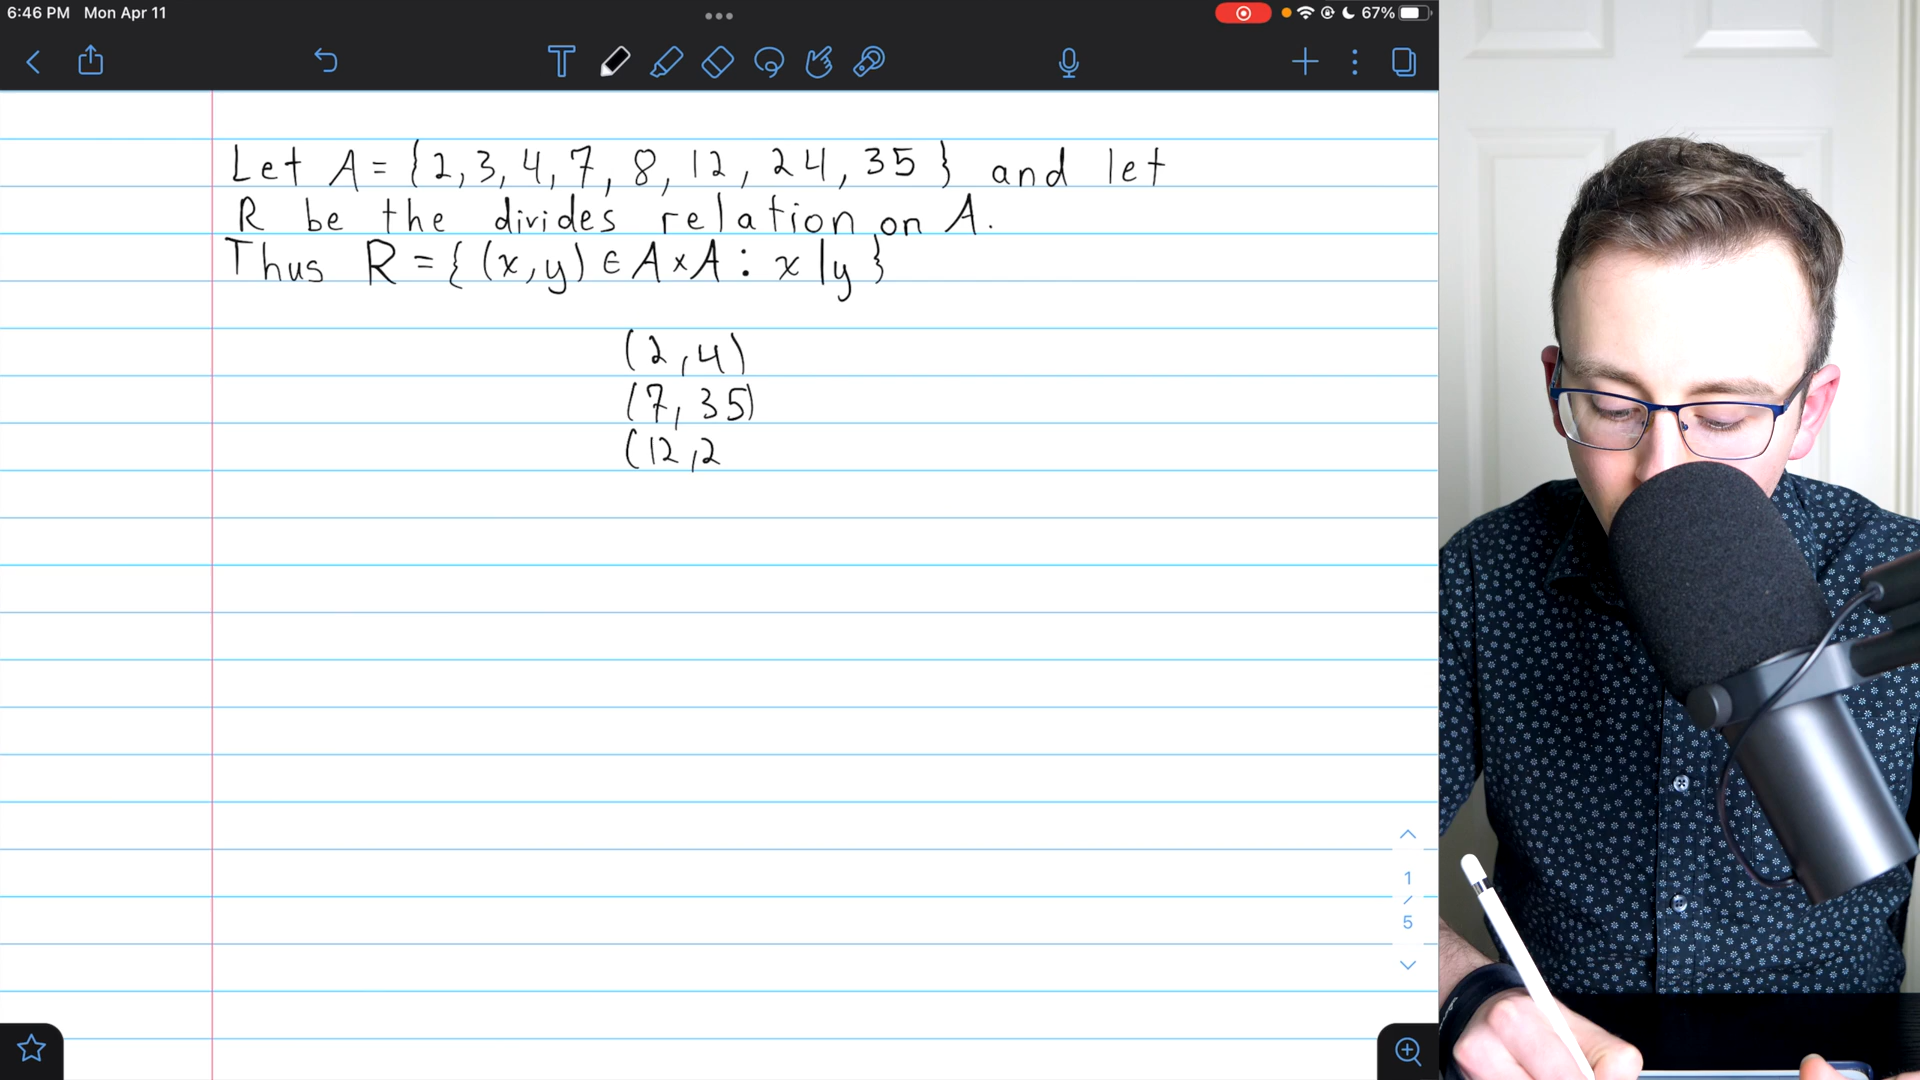 6:46 PM Mon Apr 11
67%
Let A = {2, 3, 4, 7, 8, 12, 24, 35} and let
R be the divides relation on A.
Thus R = {(x,y) ∈ A×A : x|y}
(2,4)
(7, 35)
(12,2
1
/
5